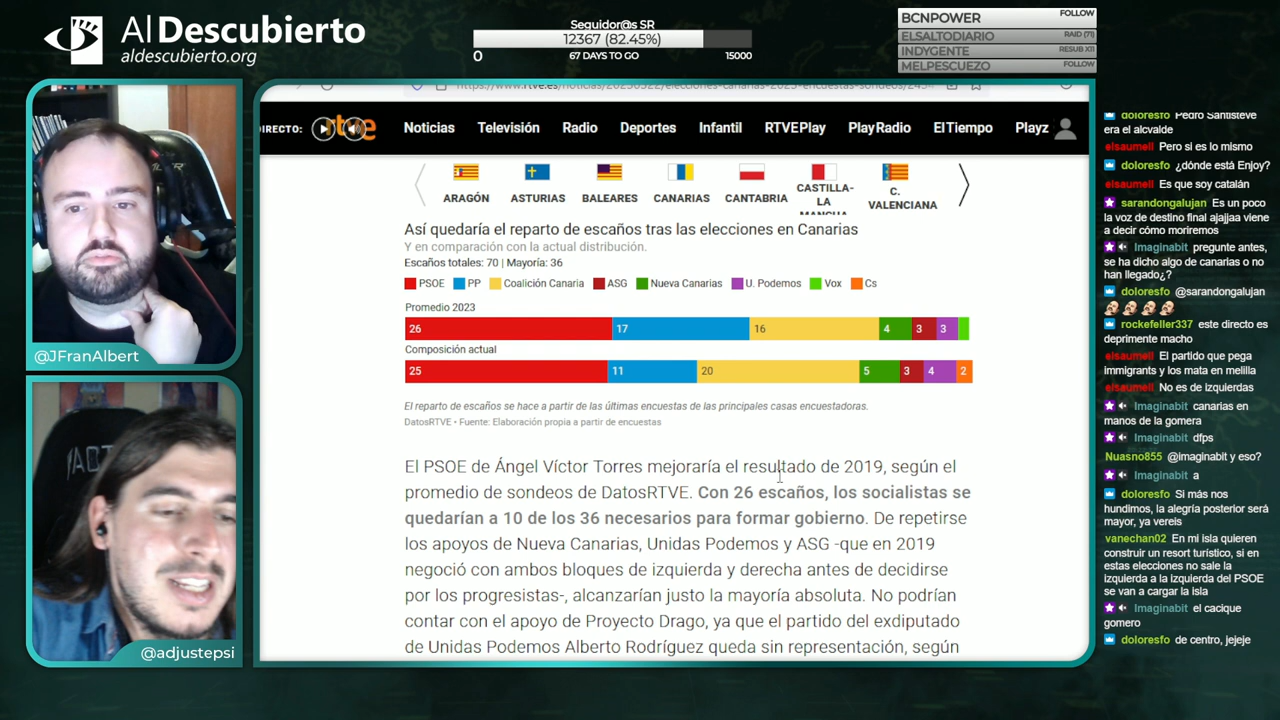 Al Descubierto
aldescubierto.org
Seguidor@s SR
12367 (82.45%)
0
67 DAYS TO GO
15000
BCNPOWER FOLLOW
ELSALTODIARIO RAID (71)
INDYGENTE RESUB X11
MELPESCUEZO FOLLOW
@JFranAlbert
@adjustepsi
DIRECTO:
rtve
Noticias
Televisión
Radio
Deportes
Infantil
RTVE Play
Play Radio
El Tiempo
Playz
ARAGÓN
ASTURIAS
BALEARES
CANARIAS
CANTABRIA
CASTILLA-
LA
MANCHA
C.
VALENCIANA
Así quedaría el reparto de escaños tras las elecciones en Canarias
Y en comparación con la actual distribución.
Escaños totales: 70 | Mayoría: 36
PSOE PP Coalición Canaria ASG Nueva Canarias U. Podemos Vox Cs
Promedio 2023
26 17 16 4 3 3
Composición actual
25 11 20 5 3 4 2
El reparto de escaños se hace a partir de las últimas encuestas de las principales casas encuestadoras.
DatosRTVE • Fuente: Elaboración propia a partir de encuestas
El PSOE de Ángel Víctor Torres mejoraría el resultado de 2019, según el
promedio de sondeos de DatosRTVE. Con 26 escaños, los socialistas se
quedarían a 10 de los 36 necesarios para formar gobierno. De repetirse
los apoyos de Nueva Canarias, Unidas Podemos y ASG -que en 2019
negoció con ambos bloques de izquierda y derecha antes de decidirse
por los progresistas-, alcanzarían justo la mayoría absoluta. No podrían
contar con el apoyo de Proyecto Drago, ya que el partido del exdiputado
de Unidas Podemos Alberto Rodríguez queda sin representación, según
doloresfo Pedro Santisteve
era el alcvalde
elsaumell Pero si es lo mismo
doloresfo ¿dónde está Enjoy?
elsaumell Es que soy catalán
sarandongalujan Es un poco
la voz de destino final ajajjaa viene
a decir cómo moriremos
Imaginabit pregunte antes,
se ha dicho algo de canarias o no
han llegado¿?
doloresfo @sarandongalujan
rockefeller337 este directo es
deprimente macho
elsaumell El partido que pega
immigrants y los mata en melilla
elsaumell No es de izquierdas
Imaginabit canarias en
manos de la gomera
Imaginabit dfps
Nuasno855 @Imaginabit y eso?
Imaginabit a
doloresfo Si más nos
hundimos, la alegría posterior será
mayor, ya vereis
vanechan02 En mi isla quieren
construir un resort turístico, si en
estas elecciones no sale la
izquierda a la izquierda del PSOE
se van a cargar la isla
Imaginabit el cacique
gomero
doloresfo de centro, jejeje